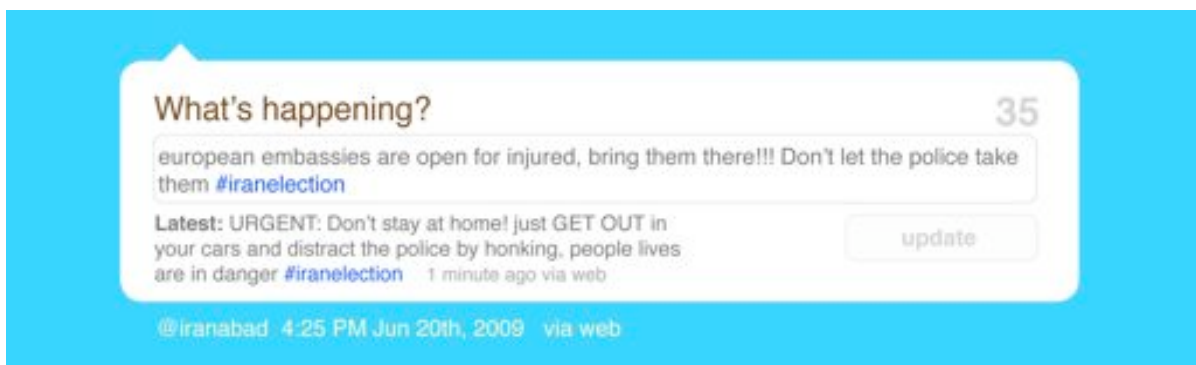 What's happening?
35
european embassies are open for injured, bring them there!!! Don't let the police take
them #iranelection
Latest: URGENT: Don't stay at home! just GET OUT in
your cars and distract the police by honking, people lives
are in danger #iranelection 1 minute ago via web
update
@iranabad 4:25 PM Jun 20th, 2009 via web